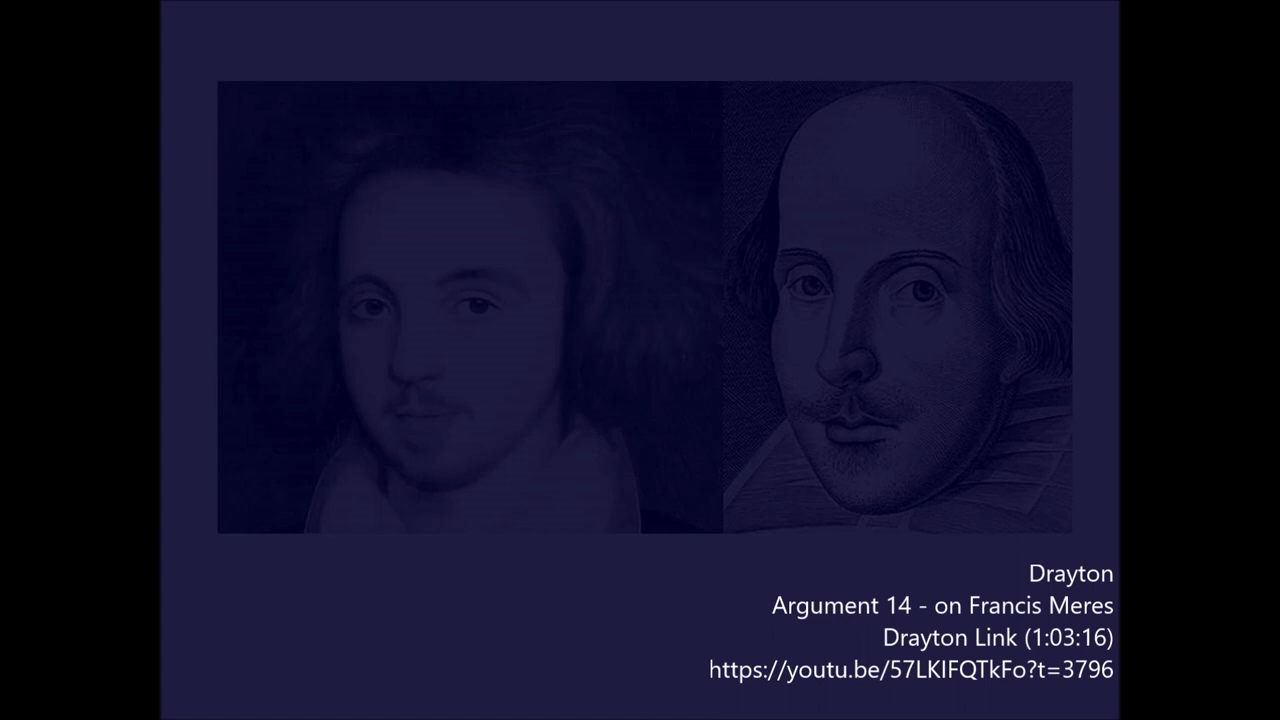 Drayton
Argument 14 - on Francis Meres
Drayton Link (1:03:16)
https://youtu.be/57LKIFQTkFo?t=3796